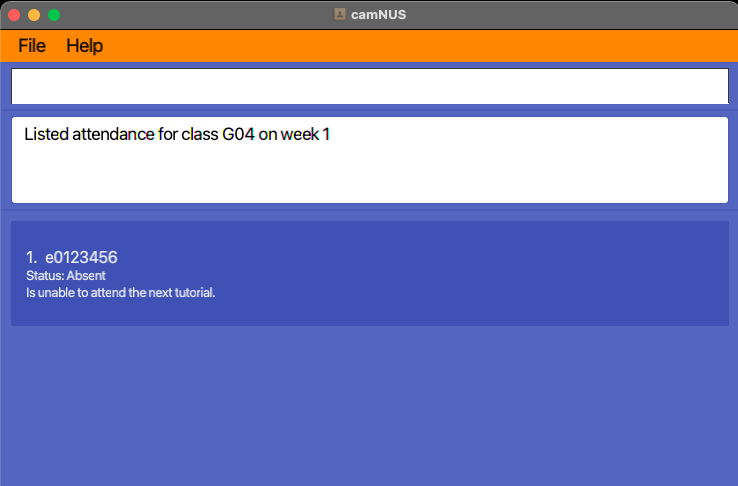 camNUS
File Help
Listed attendance for class G04 on week 1
1. e0123456
Status: Absent
Is unable to attend the next tutorial.